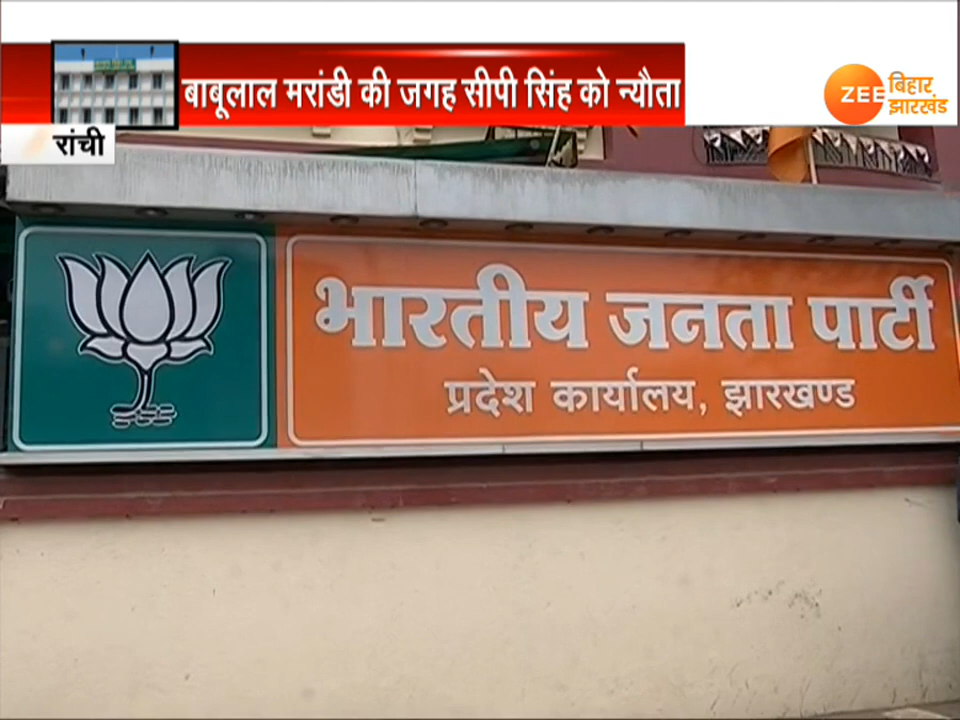 बाबूलाल मरांडी की जगह सीपी सिंह को न्यौता
ZEE बिहार
झारखंड
रांची
भारतीय जनता पार्टी
प्रदेश कार्यालय, झारखण्ड